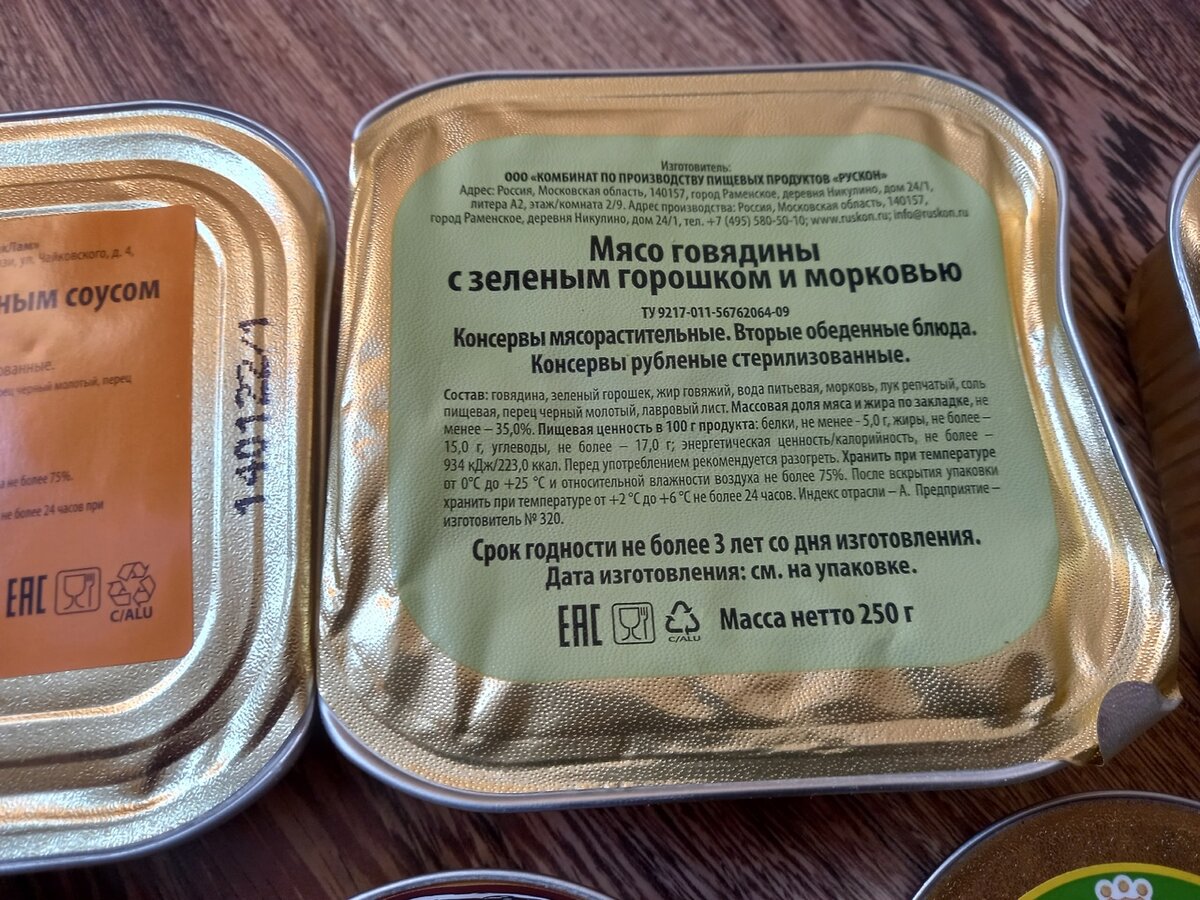 Изготовитель:
ООО «КОМБИНАТ ПО ПРОИЗВОДСТВУ ПИЩЕВЫХ ПРОДУКТОВ «РУСКОН»
Адрес: Россия, Московская область, 140157, город Раменское, деревня Никулино, дом 24/1,
литера А2, этаж/комната 2/9. Адрес производства: Россия, Московская область, 140157,
город Раменское, деревня Никулино, дом 24/1, тел. +7 (495) 580-50-10; www.ruskon.ru; info@ruskon.ru
Мясо говядины
с зеленым горошком и морковью
ТУ 9217-011-56762064-09
Консервы мясорастительные. Вторые обеденные блюда.
Консервы рубленые стерилизованные.
Состав: говядина, зеленый горошек, жир говяжий, вода питьевая, морковь, лук репчатый, соль
пищевая, перец черный молотый, лавровый лист. Массовая доля мяса и жира по закладке, не
менее – 35,0%. Пищевая ценность в 100 г продукта: белки, не менее - 5,0 г, жиры, не более –
15,0 г, углеводы, не более – 17,0 г; энергетическая ценность/калорийность, не более –
934 кДж/223,0 ккал. Перед употреблением рекомендуется разогреть. Хранить при температуре
от 0°С до +25 °С и относительной влажности воздуха не более 75%. После вскрытия упаковки
хранить при температуре от +2 °С до +6 °С не более 24 часов. Индекс отрасли – А. Предприятие –
изготовитель № 320.
Срок годности не более 3 лет со дня изготовления.
Дата изготовления: см. на упаковке.
ЕАС
C/ALU
Масса нетто 250 г
ул. Чайковского, д. 4,
ным соусом
черный молотый, перец
не более 75%.
не более 24 часов при
ЕАС
C/ALU
140122/1